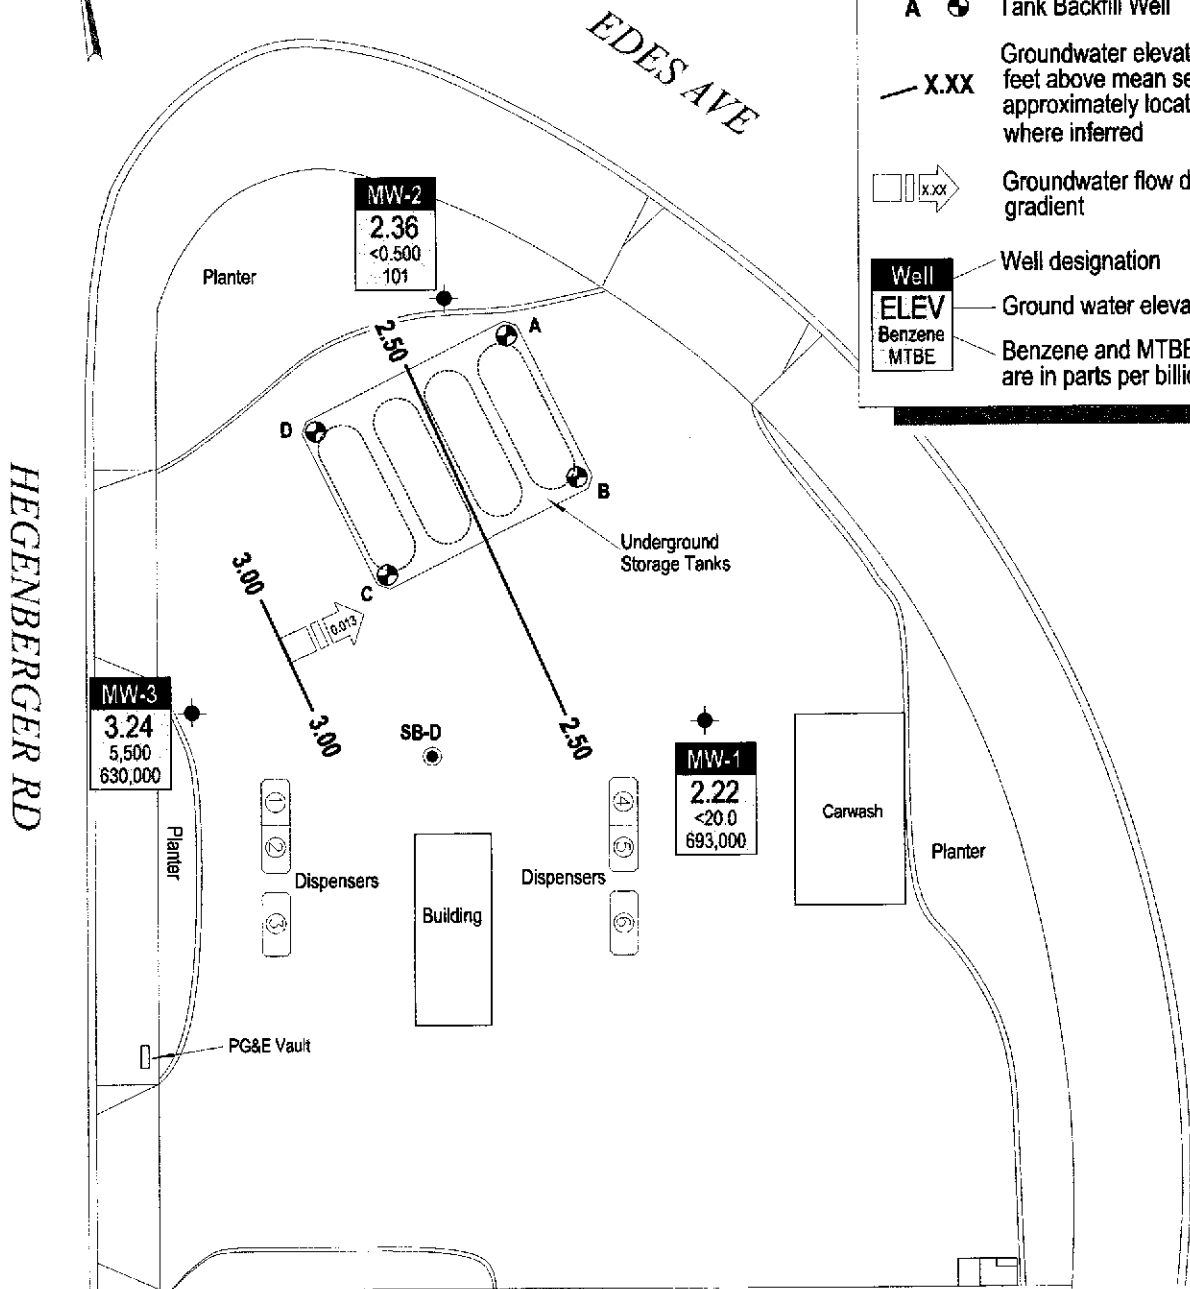 EDES AVE
HEGENBERGER RD
A Tank Backfill Well
X.XX
Groundwater elevat
feet above mean se
approximately locat
where inferred
X.XX
Groundwater flow d
gradient
Well
ELEV
Benzene
MTBE
Well designation
Ground water eleva
Benzene and MTBE
are in parts per billi
MW-2
2.36
<0.500
101
Planter
2.50
A
D
B
C
Underground
Storage Tanks
3.00
0.013
3.00
2.50
MW-3
3.24
5,500
630,000
SB-D
MW-1
2.22
<20.0
693,000
Carwash
Planter
Planter
1
2
3
Dispensers
Building
Dispensers
4
5
6
PG&E Vault